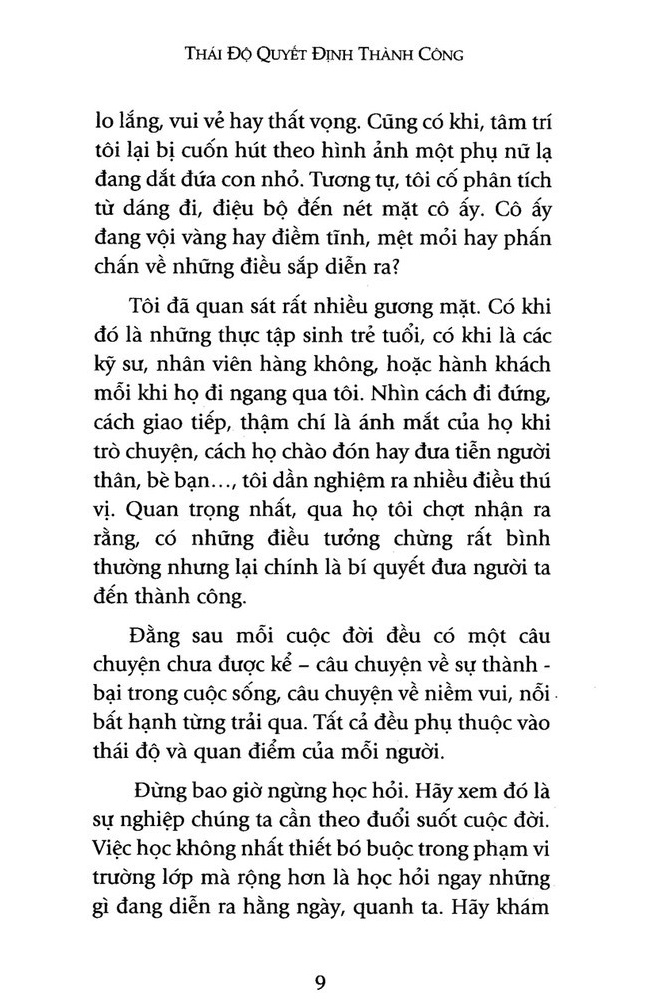 THÁI ĐỘ QUYẾT ĐỊNH THÀNH CÔNG
lo lắng, vui vẻ hay thất vọng. Cũng có khi, tâm trí
tôi lại bị cuốn hút theo hình ảnh một phụ nữ lạ
đang dắt đứa con nhỏ. Tương tự, tôi cố phân tích
từ dáng đi, điệu bộ đến nét mặt cô ấy. Cô ấy
đang vội vàng hay điềm tĩnh, mệt mỏi hay phấn
chấn về những điều sắp diễn ra?
Tôi đã quan sát rất nhiều gương mặt. Có khi
đó là những thực tập sinh trẻ tuổi, có khi là các
kỹ sư, nhân viên hàng không, hoặc hành khách
mỗi khi họ đi ngang qua tôi. Nhìn cách đi đứng,
cách giao tiếp, thậm chí là ánh mắt của họ khi
trò chuyện, cách họ chào đón hay đưa tiễn người
thân, bè bạn..., tôi dần nghiệm ra nhiều điều thú
vị. Quan trọng nhất, qua họ tôi chợt nhận ra
rằng, có những điều tưởng chừng rất bình
thường nhưng lại chính là bí quyết đưa người ta
đến thành công.
Đằng sau mỗi cuộc đời đều có một câu
chuyện chưa được kể – câu chuyện về sự thành -
bại trong cuộc sống, câu chuyện về niềm vui, nỗi
bất hạnh từng trải qua. Tất cả đều phụ thuộc vào
thái độ và quan điểm của mỗi người.
Đừng bao giờ ngừng học hỏi. Hãy xem đó là
sự nghiệp chúng ta cần theo đuổi suốt cuộc đời.
Việc học không nhất thiết bó buộc trong phạm vi
trường lớp mà rộng hơn là học hỏi ngay những
gì đang diễn ra hằng ngày, quanh ta. Hãy khám
9